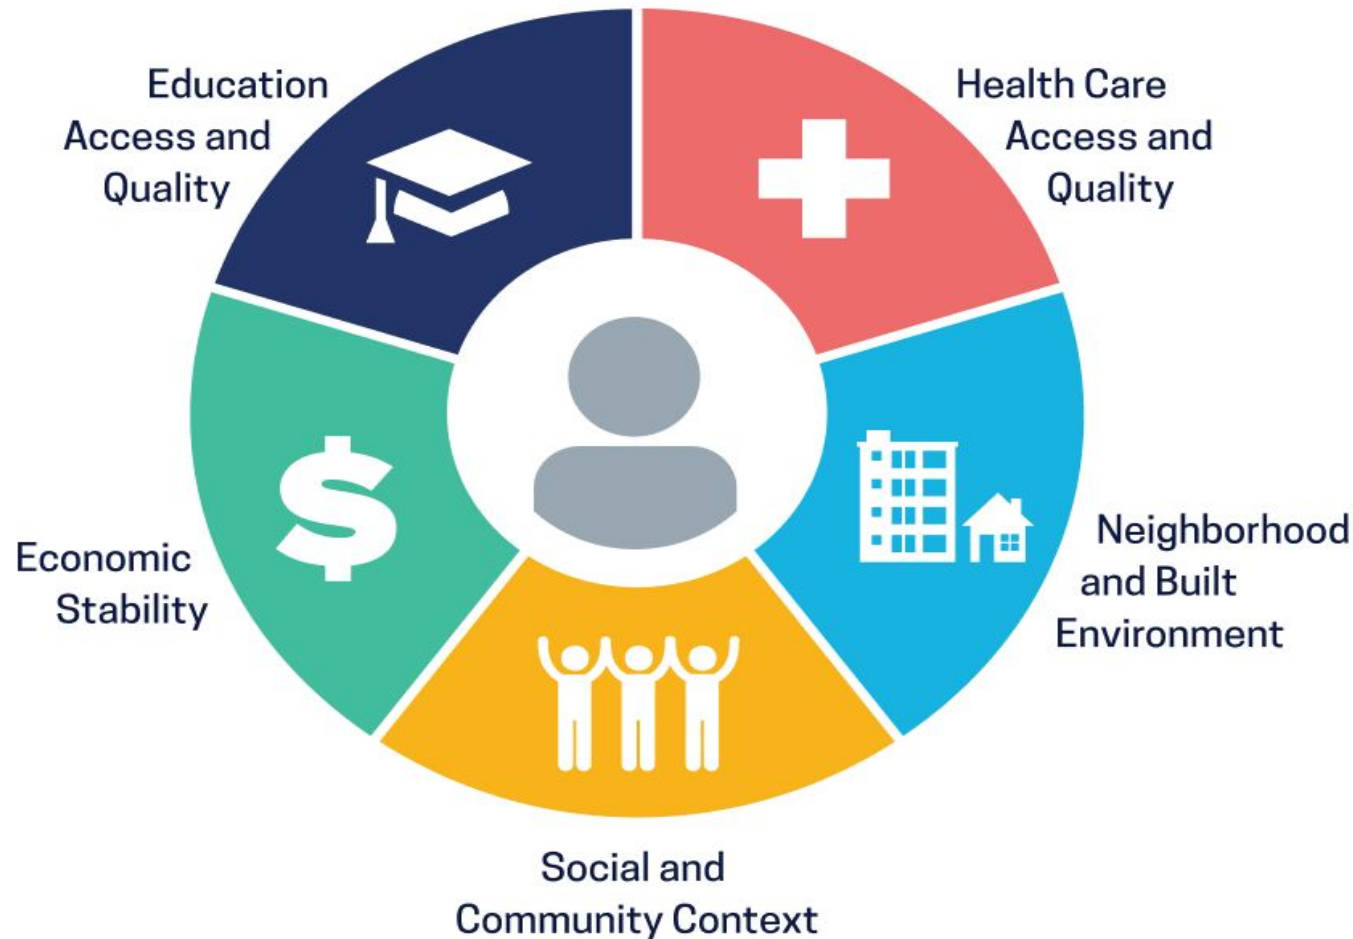 Education
Access and
Quality
Health Care
Access and
Quality
Economic
Stability
Neighborhood
and Built
Environment
Social and
Community Context